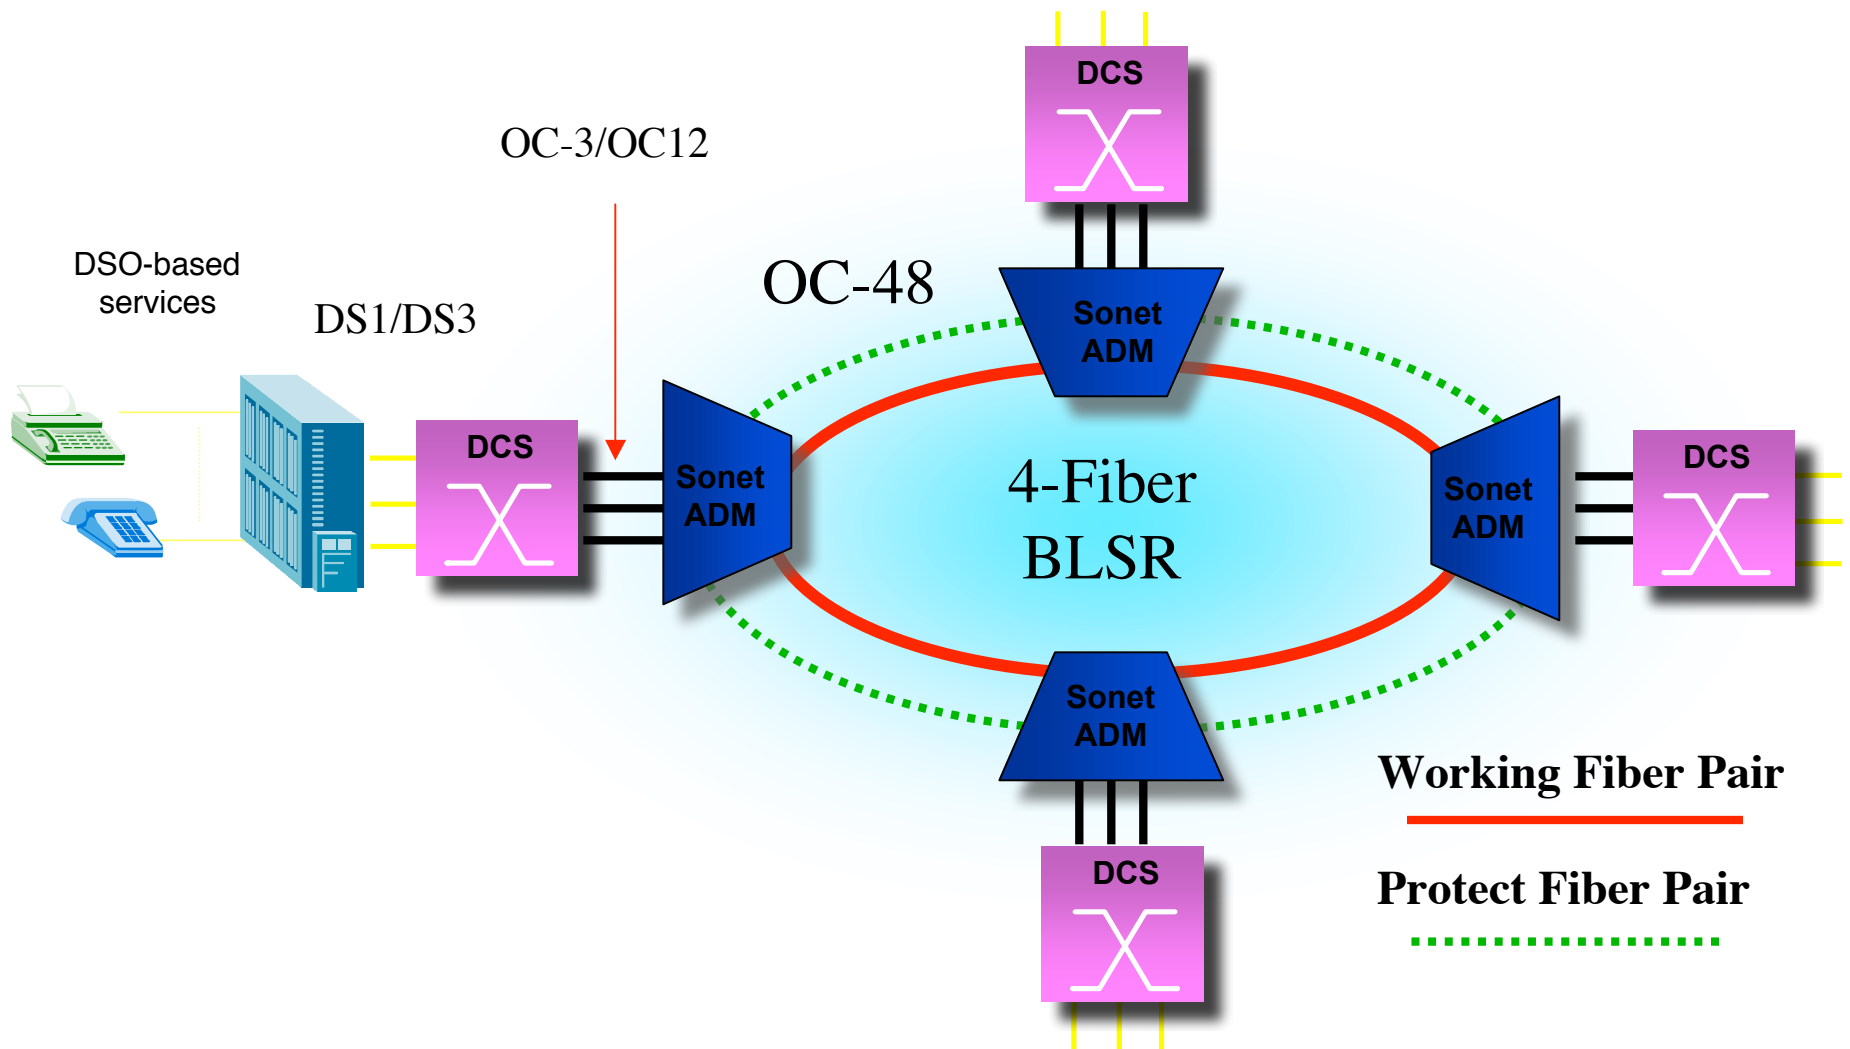 DCS
OC-3/OC12
DSO-based
services
DS1/DS3
OC-48
Sonet
ADM
DCS
Sonet
ADM
4-Fiber
BLSR
Sonet
ADM
DCS
Sonet
ADM
DCS
Working Fiber Pair
Protect Fiber Pair